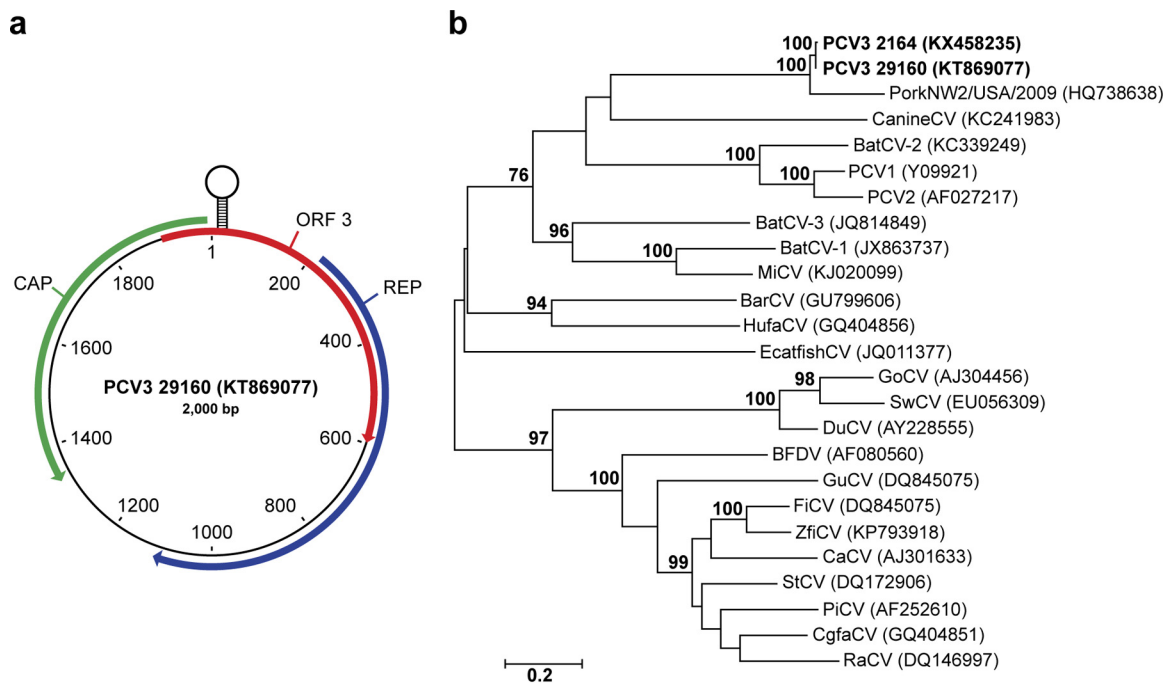 a
ORF 3
CAP
REP
1
200
400
600
800
1000
1200
1400
1600
1800
PCV3 29160 (KT869077)
2,000 bp
b
PCV3 2164 (KX458235)
PCV3 29160 (KT869077)
PorkNW2/USA/2009 (HQ738638)
CanineCV (KC241983)
BatCV-2 (KC339249)
PCV1 (Y09921)
PCV2 (AF027217)
BatCV-3 (JQ814849)
BatCV-1 (JX863737)
MiCV (KJ020099)
BarCV (GU799606)
HufaCV (GQ404856)
EcatfishCV (JQ011377)
GoCV (AJ304456)
SwCV (EU056309)
DuCV (AY228555)
BFDV (AF080560)
GuCV (DQ845075)
FiCV (DQ845075)
ZfiCV (KP793918)
CaCV (AJ301633)
StCV (DQ172906)
PiCV (AF252610)
CgfaCV (GQ404851)
RaCV (DQ146997)
100
100
100
100
76
96
100
94
98
100
97
100
100
99
0.2